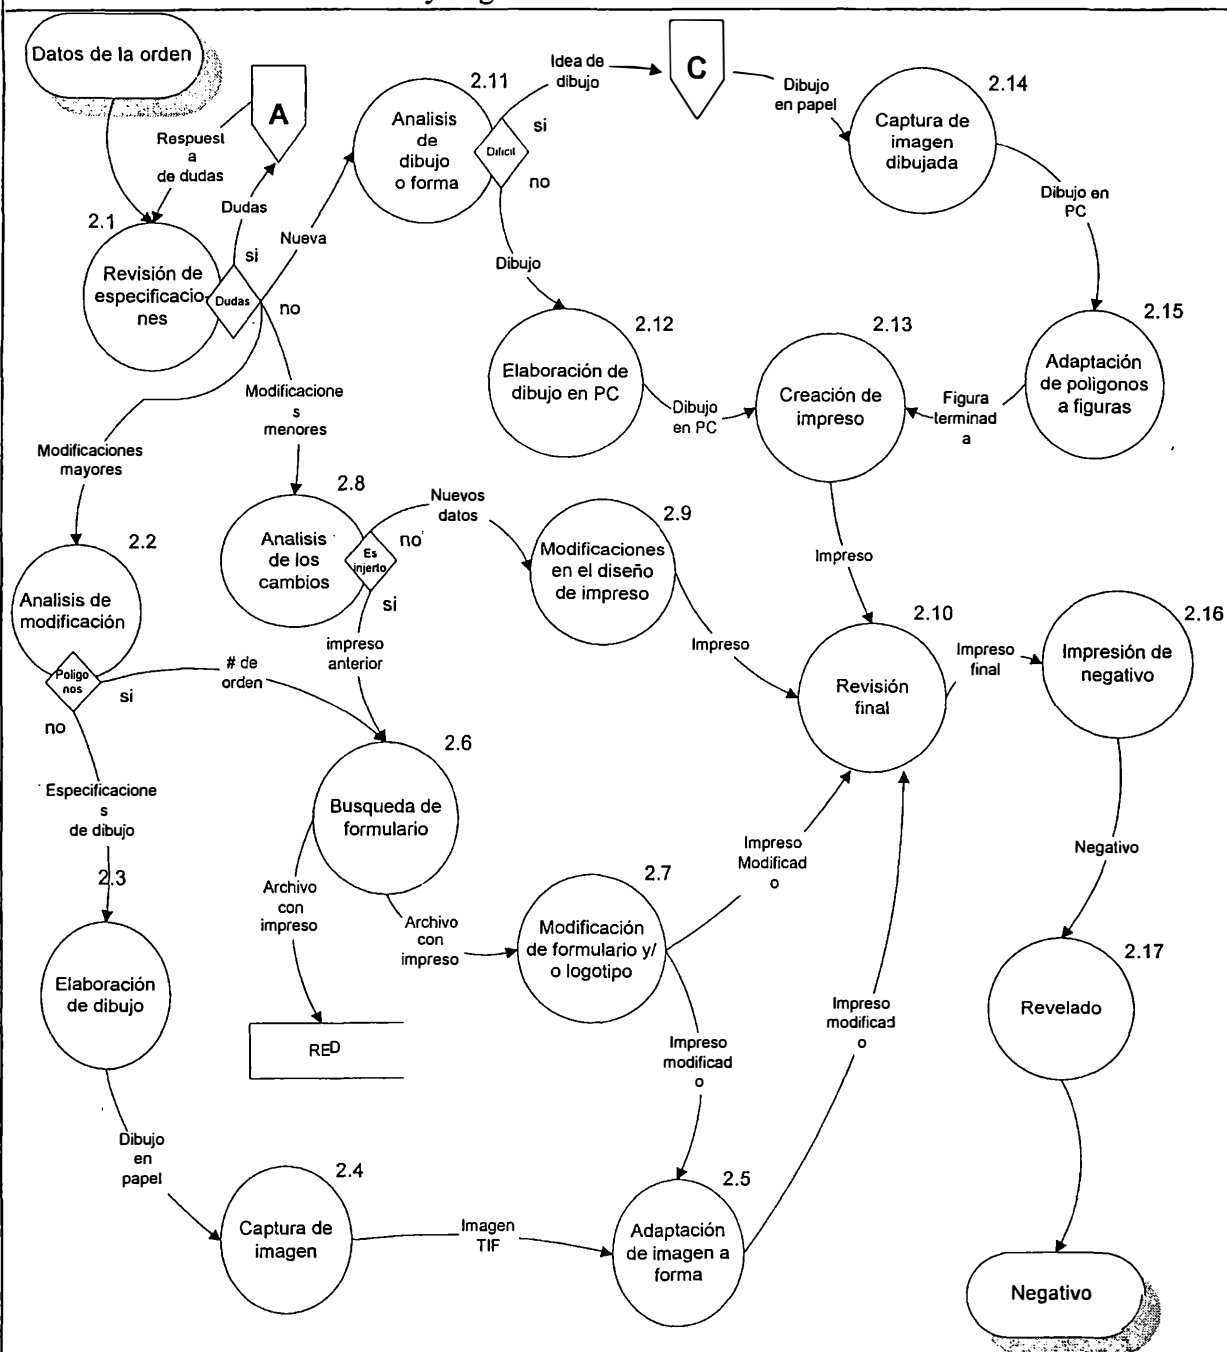 Datos de la orden
A
Respuest
a
de dudas
Dudas
2.1
Revisión de
especificacio-
nes
Dudas
si
no
Nueva
2.11
Analisis
de
dibujo
o forma
Dificil
si
no
Idea de
dibujo
C
Dibujo
en papel
2.14
Captura de
imagen
dibujada
Dibujo en
PC
2.15
Adaptación
de poligonos
a figuras
Figura
terminad
a
Dibujo
2.12
Elaboración de
dibujo en PC
Dibujo
en PC
2.13
Creación de
impreso
Impreso
Modificacione
s
menores
Modificaciones
mayores
2.8
Analisis
de los
cambios
Es
injerto
no
si
Nuevos
datos
2.9
Modificaciones
en el diseño
de impreso
Impreso
2.2
Analisis de
modificación
Poligo
nos
si
no
# de
orden
impreso
anterior
2.10
Revisión
final
Impreso
final
2.16
Impresión de
negativo
2.6
Busqueda de
formulario
Especificacione
s
de dibujo
2.3
Elaboración
de dibujo
Archivo
con
impreso
RED
Archivo
con
impreso
2.7
Modificación
de formulario y/
o logotipo
Impreso
Modificad
o
Impreso
modificad
o
Impreso
modificad
o
Negativo
2.17
Revelado
Dibujo
en
papel
2.4
Captura de
imagen
Imagen
TIF
2.5
Adaptación
de imagen a
forma
Negativo